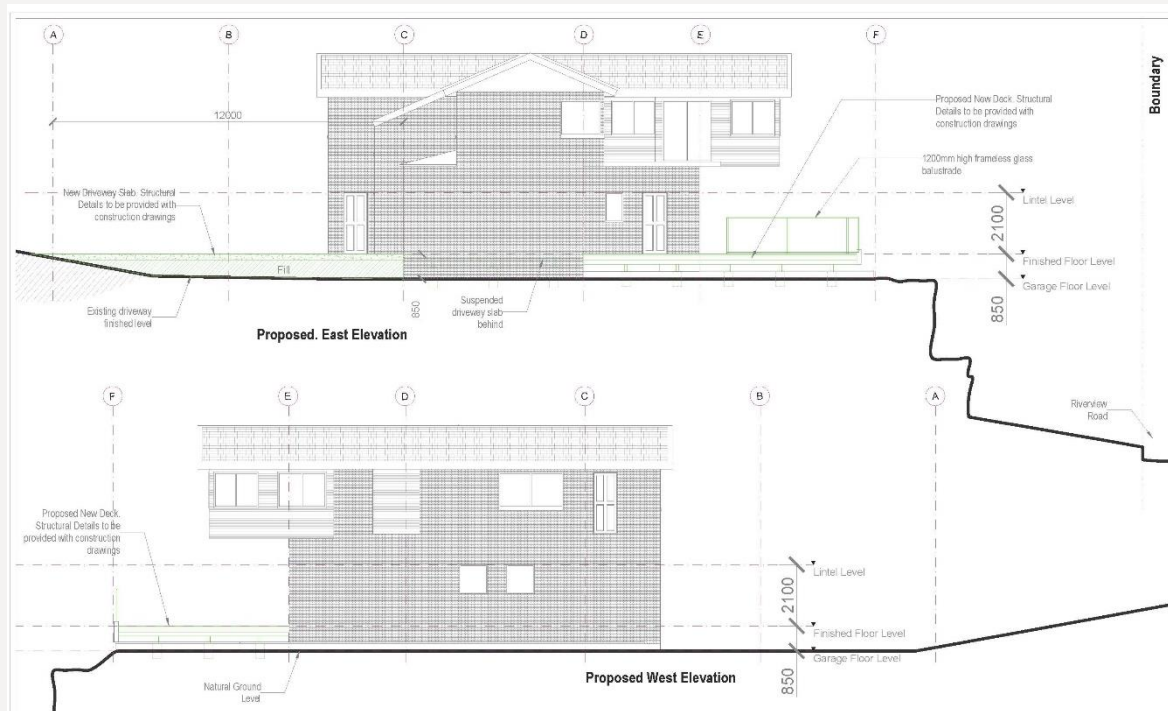 A B C D E F
Boundary
12000
Proposed New Deck. Structural
Details to be provided with
construction drawings
1200mm high frameless glass
balustrade
New Driveway Slab. Structural
Details to be provided with
construction drawings
Lintel Level
2100
Finished Floor Level
Garage Floor Level
850
Fill
850
Existing driveway
finished level
Suspended
driveway slab
behind
Proposed. East Elevation
Riverview
Road
F E D C B A
Proposed New Deck.
Structural Details to be
provided with construction
drawings
Lintel Level
2100
Finished Floor Level
Garage Floor Level
850
Natural Ground
Level
Proposed West Elevation